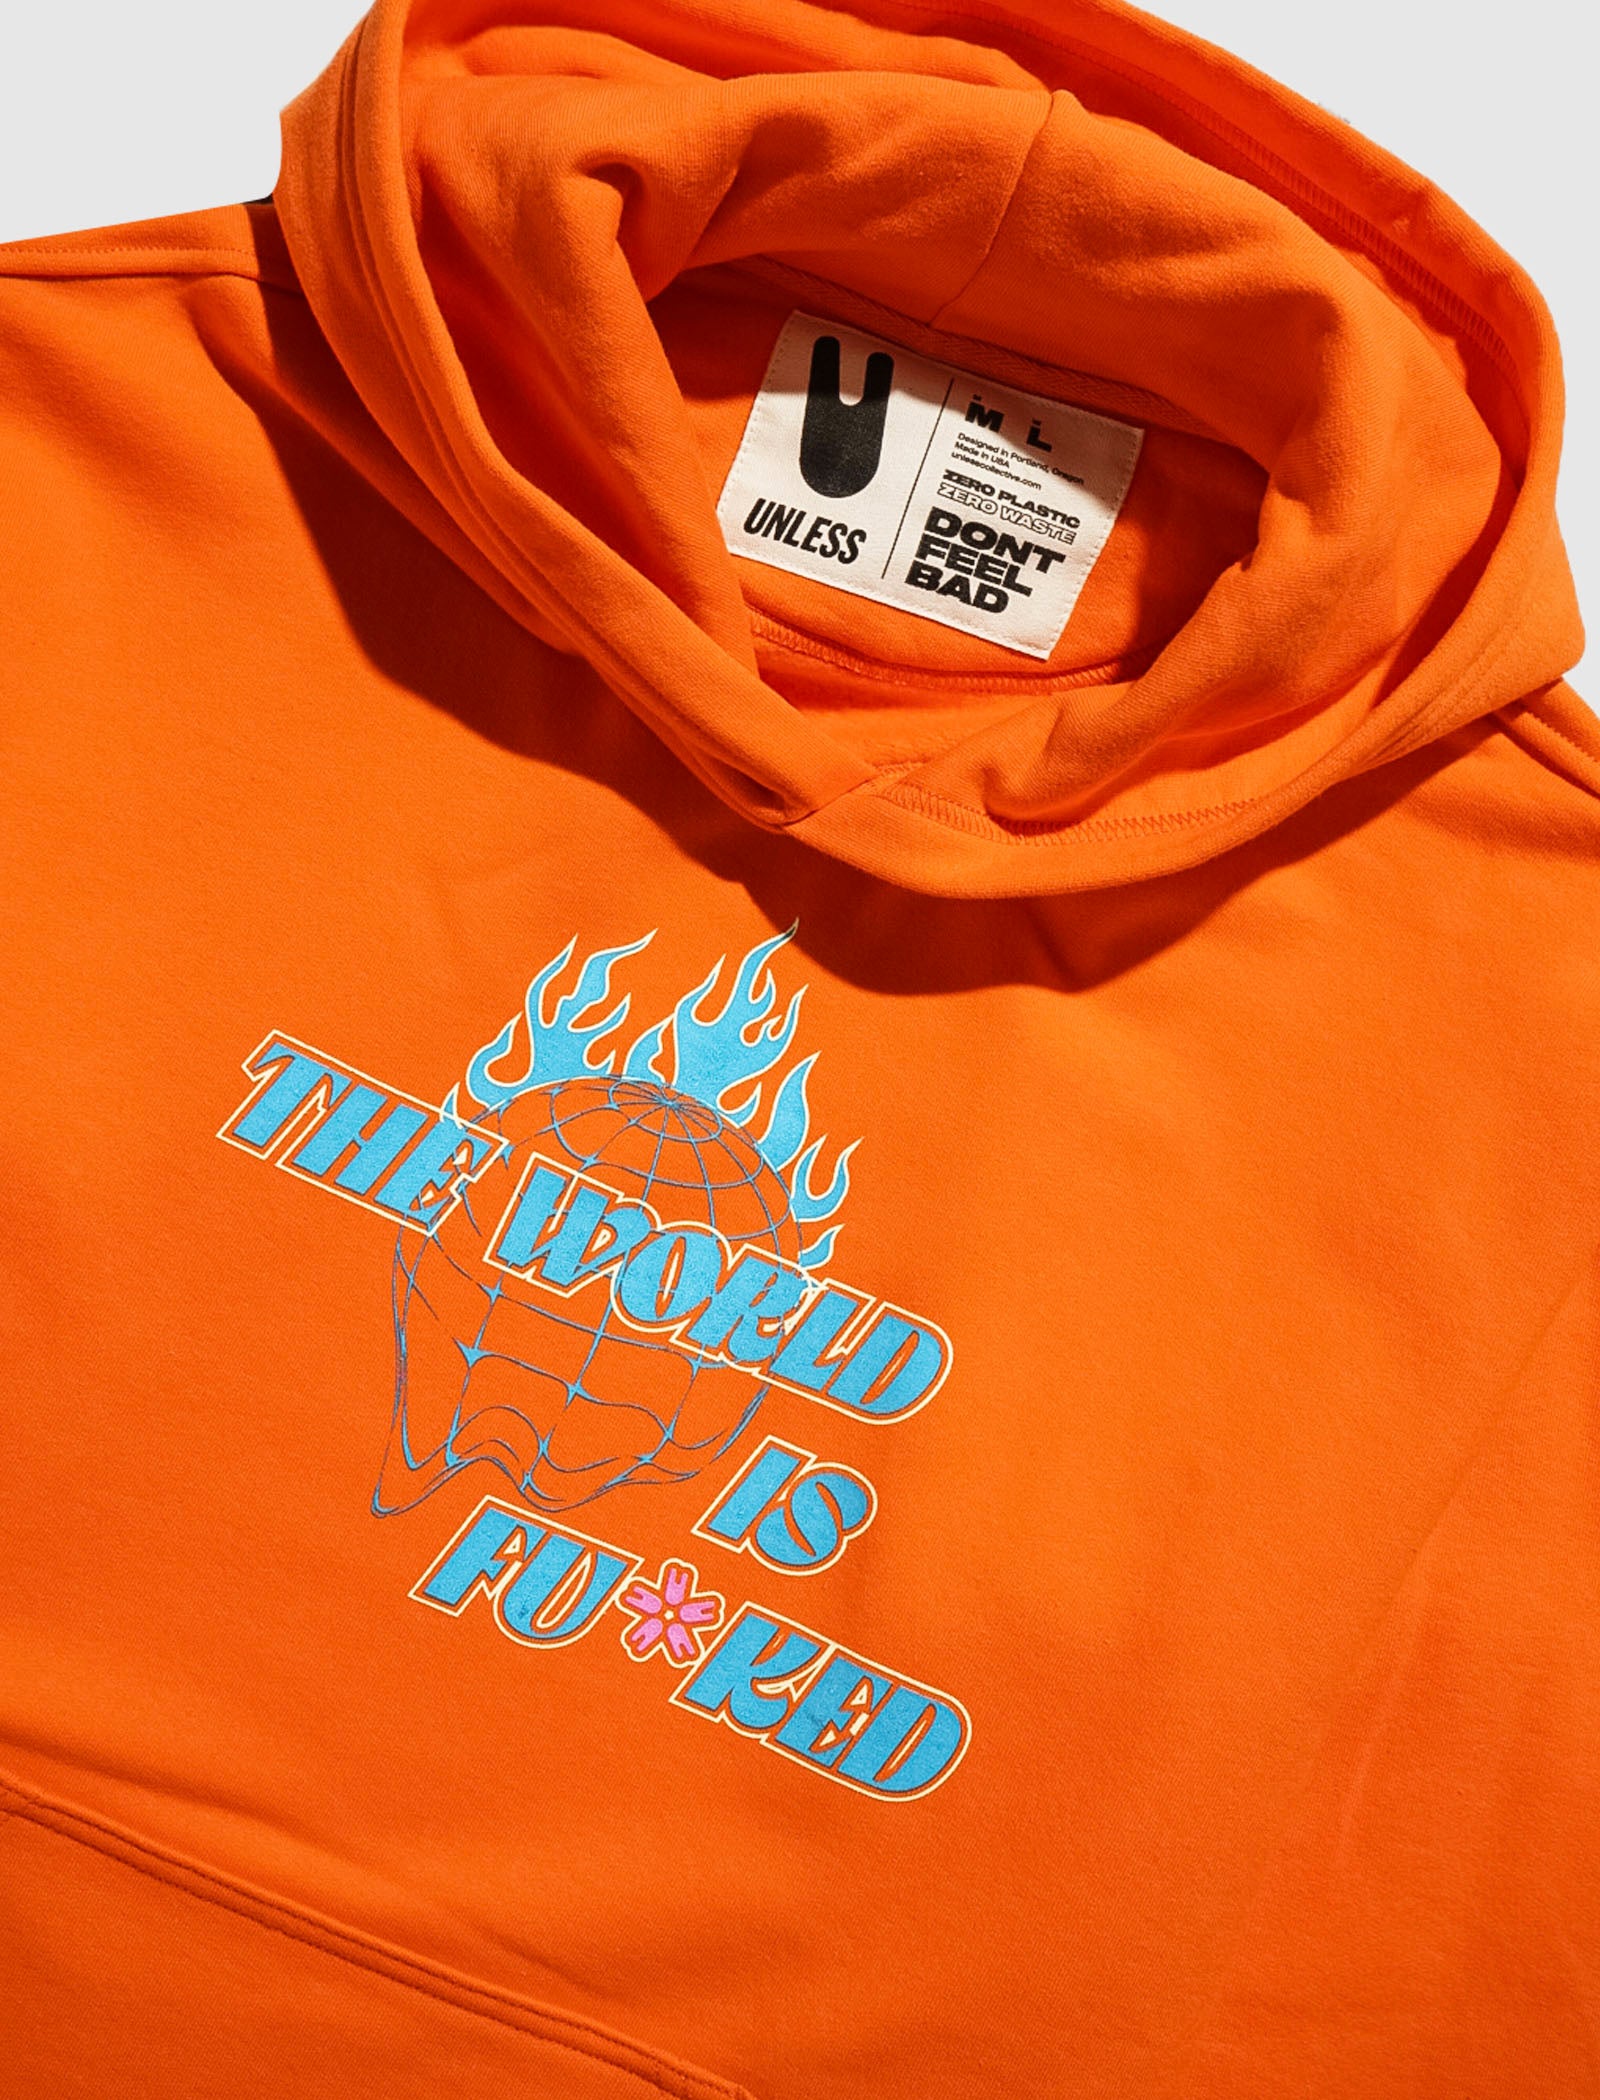 U
UNLESS
M L
M L
Designed in Portland, Oregon
Made in USA
unlesscollective.com
ZERO PLASTIC
ZERO WASTE
DONT
FEEL
BAD
THE WORLD
IS
FU*KED